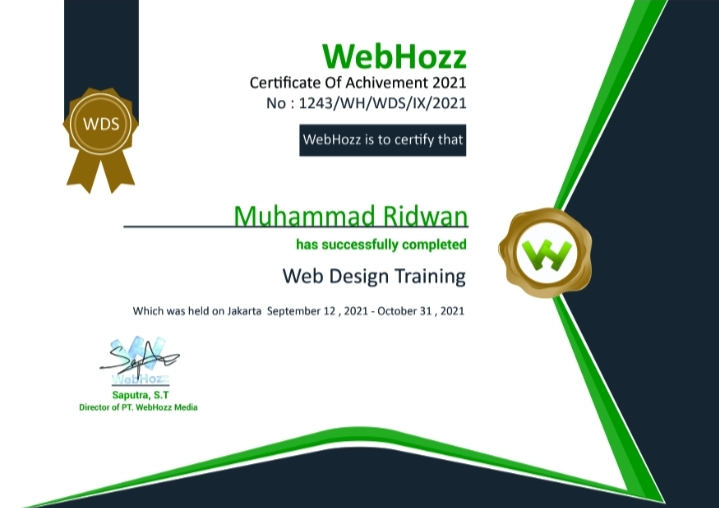 WebHozz
Certificate Of Achivement 2021
No : 1243/WH/WDS/IX/2021
WDS
WebHozz is to certify that
Muhammad Ridwan
has successfully completed
Web Design Training
Which was held on Jakarta September 12 , 2021 - October 31 , 2021
WebHozz
Saputra, S.T
Director of PT. WebHozz Media